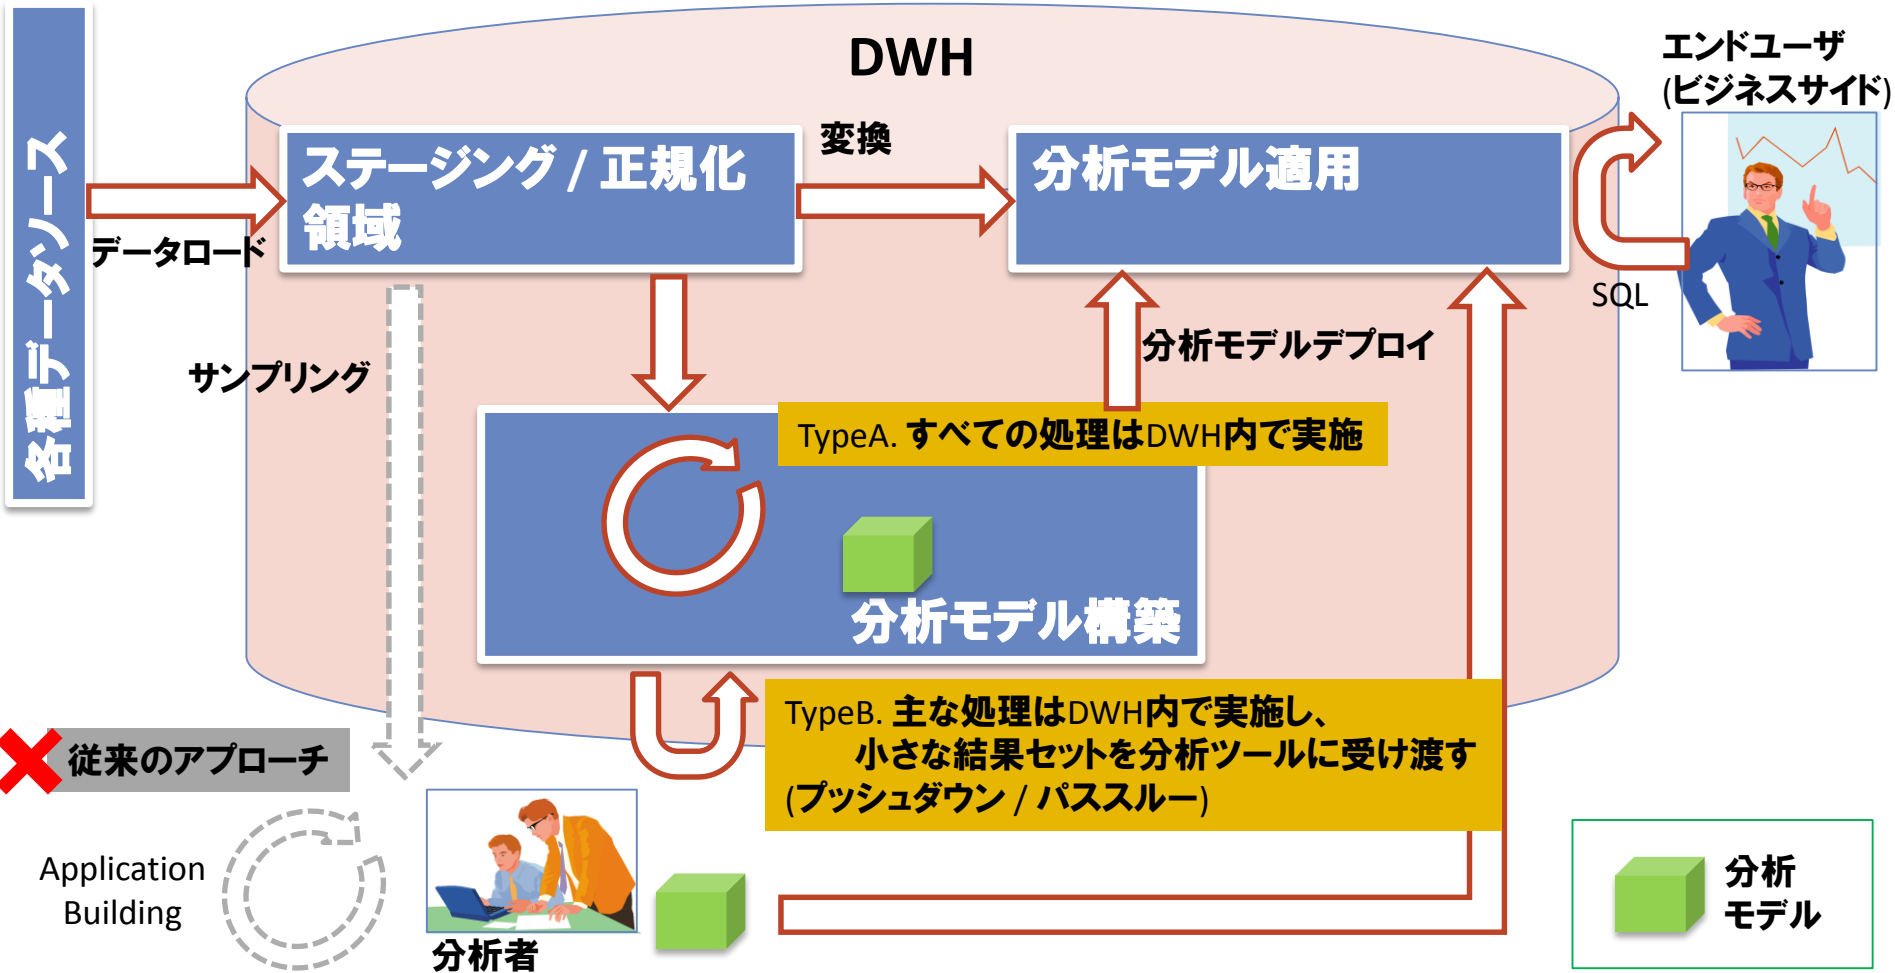 DWH
エンドユーザ
(ビジネスサイド)
各種データソース
ステージング / 正規化
領域
変換
分析モデル適用
データロード
SQL
サンプリング
分析モデルデプロイ
TypeA. すべての処理はDWH内で実施
分析モデル構築
TypeB. 主な処理はDWH内で実施し、
小さな結果セットを分析ツールに受け渡す
(プッシュダウン / パススルー)
従来のアプローチ
Application
Building
分析者
分析
モデル